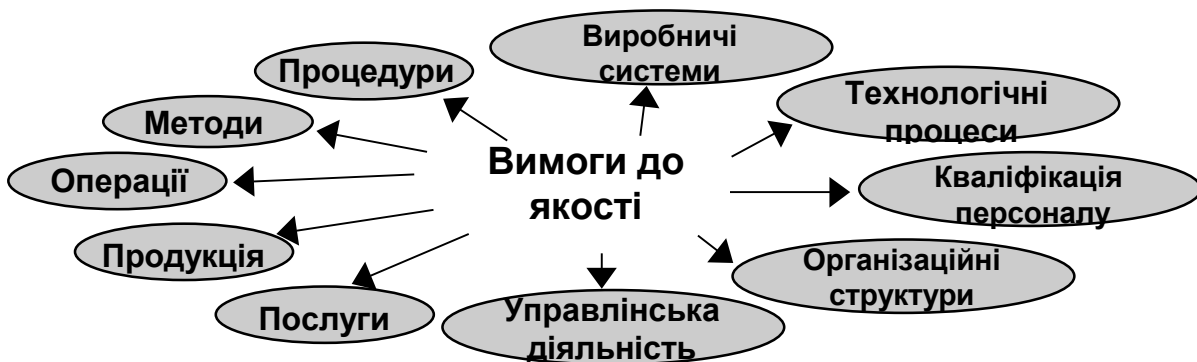 Виробничі
системи
Процедури
Технологічні
процеси
Методи
Вимоги до
якості
Операції
Кваліфікація
персоналу
Продукція
Організаційні
структури
Послуги
Управлінська
діяльність